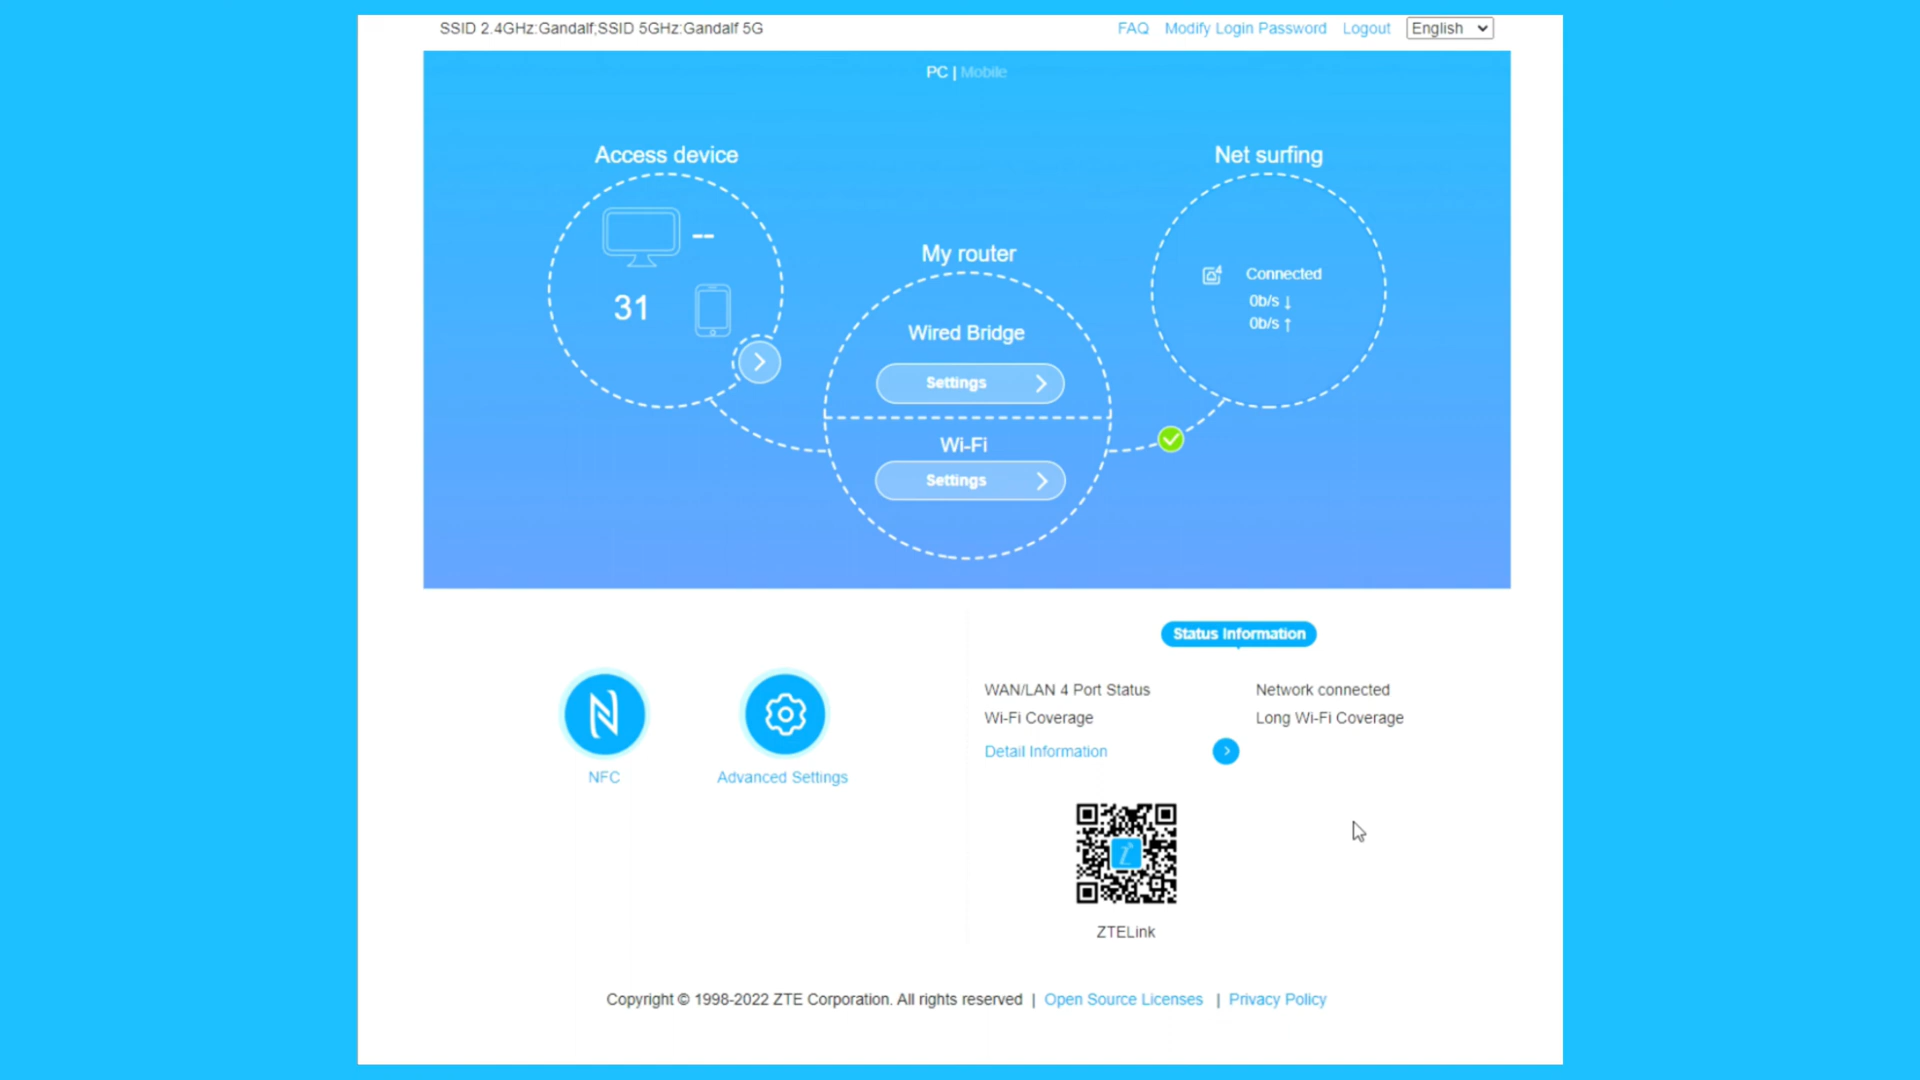 SSID 2.4GHz:Gandalf;SSID 5GHz:Gandalf 5G
FAQ Modify Login Password Logout English
PC | Mobile
Access device
Net surfing
--
31
My router
Wired Bridge
Settings
Wi-Fi
Settings
4
Connected
0b/s ↓
0b/s ↑
Status Information
WAN/LAN 4 Port Status Network connected
Wi-Fi Coverage Long Wi-Fi Coverage
Detail Information
NFC
Advanced Settings
ZTELink
Copyright © 1998-2022 ZTE Corporation. All rights reserved | Open Source Licenses | Privacy Policy